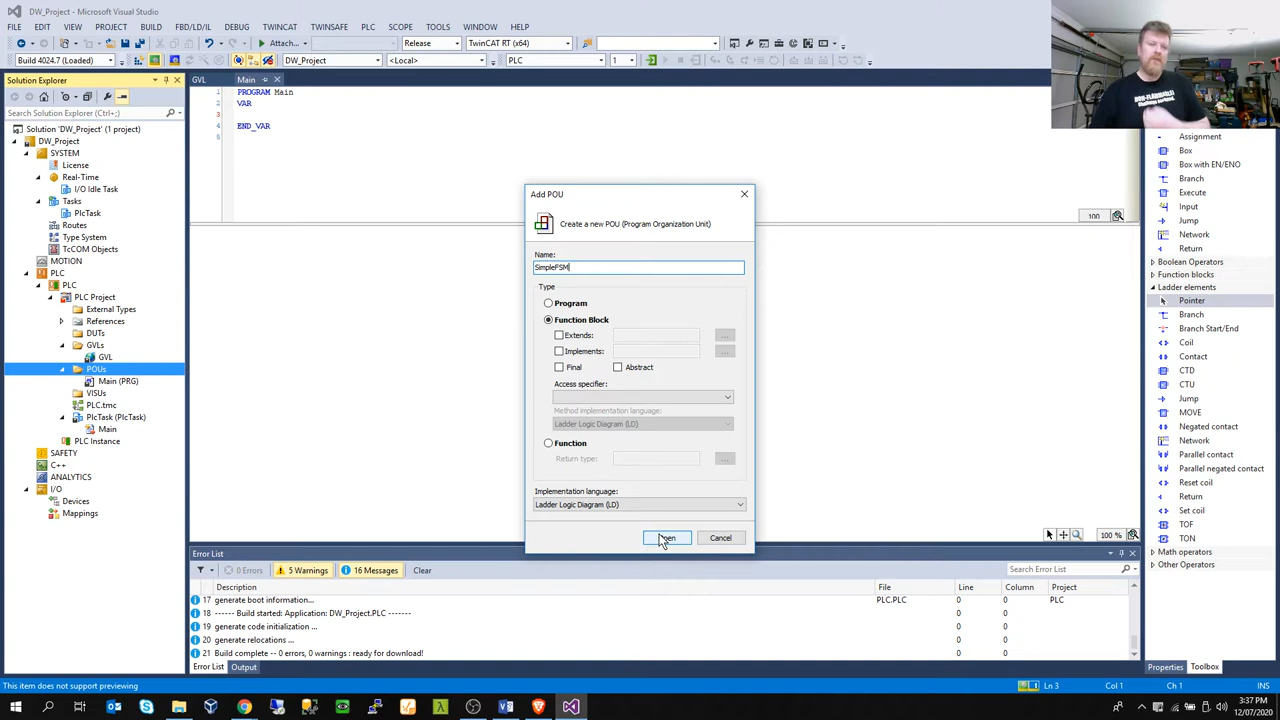 DW_Project - Microsoft Visual Studio
FILE EDIT VIEW PROJECT BUILD FBD/LD/IL DEBUG TWINCAT TWINSAFE PLC SCOPE TOOLS WINDOW HELP
Attach... Release TwinCAT RT (x64)
Build 4024.7 (Loaded) DW_Project <Local> PLC 1
Solution Explorer
Search Solution Explorer (Ctrl+;)
Solution 'DW_Project' (1 project)
DW_Project
SYSTEM
License
Real-Time
I/O Idle Task
Tasks
PlcTask
Routes
Type System
TcCOM Objects
MOTION
PLC
PLC
PLC Project
External Types
References
DUTs
GVLs
GVL
POUs
Main (PRG)
VISUs
PLC.tmc
PlcTask (PlcTask)
Main
PLC Instance
SAFETY
C++
ANALYTICS
I/O
Devices
Mappings
GVL Main
1 PROGRAM Main
2 VAR
3
4 END_VAR
5
100
Add POU
Create a new POU (Program Organization Unit)
Name:
SimpleFSM
Type
Program
Function Block
Extends: ...
Implements: ...
Final Abstract
Access specifier:
Method implementation language:
Ladder Logic Diagram (LD)
Function
Return type: ...
Implementation language:
Ladder Logic Diagram (LD)
Cancel
100 %
Assignment
Box
Box with EN/ENO
Branch
Execute
Input
Jump
Network
Return
Boolean Operators
Function blocks
Ladder elements
Pointer
Branch
Branch Start/End
Coil
Contact
CTD
CTU
Jump
MOVE
Negated contact
Network
Parallel contact
Parallel negated contact
Reset coil
Return
Set coil
TOF
TON
Math operators
Other Operators
Properties Toolbox
Error List
0 Errors 5 Warnings 16 Messages Clear Search Error List
Description File Line Column Project
17 generate boot information... PLC.PLC 0 0 PLC
18 ------ Build started: Application: DW_Project.PLC ------- 0 0
19 generate code initialization ... 0 0
20 generate relocations ... 0 0
21 Build complete -- 0 errors, 0 warnings : ready for download! 0 0
Error List Output
This item does not support previewing Ln 3 Col 1 Ch 1 INS
3:37 PM
12/07/2020